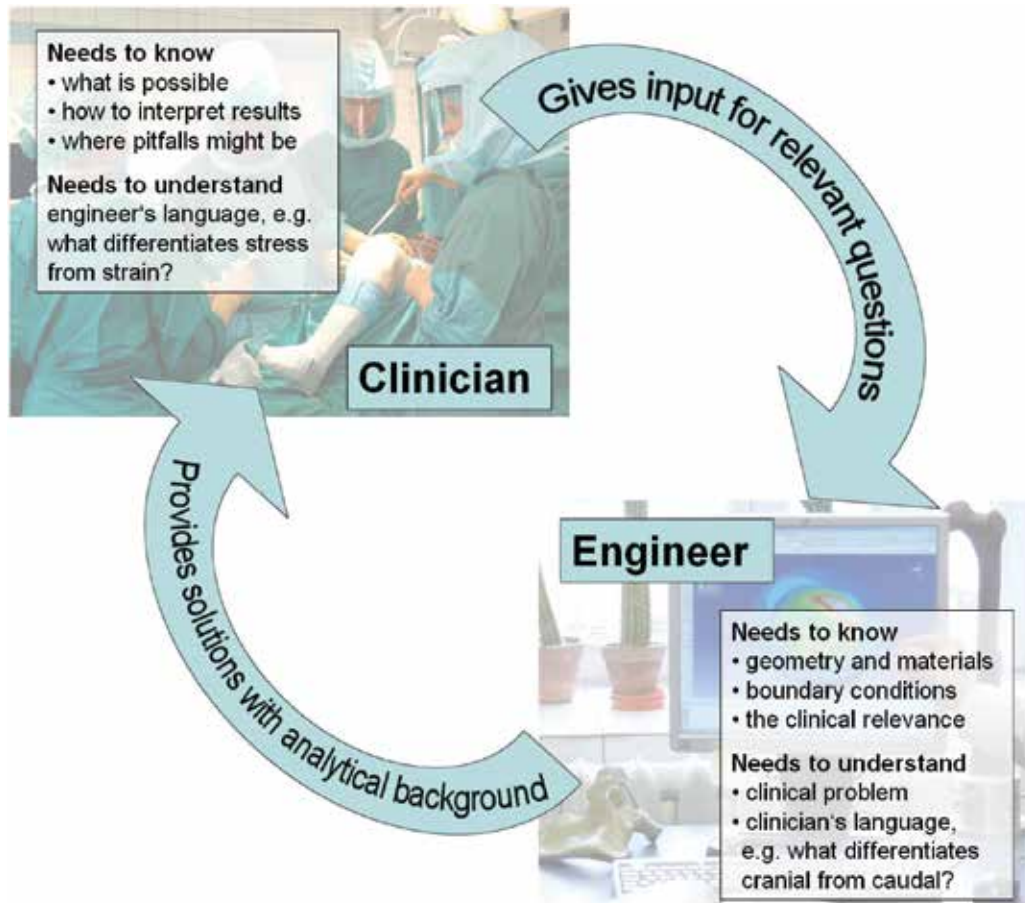 Needs to know
• what is possible
• how to interpret results
• where pitfalls might be
Needs to understand
engineer's language, e.g.
what differentiates stress
from strain?
Clinician
Gives input for relevant questions
Engineer
Needs to know
• geometry and materials
• boundary conditions
• the clinical relevance
Needs to understand
• clinical problem
• clinician's language,
e.g. what differentiates
cranial from caudal?
Provides solutions with analytical background